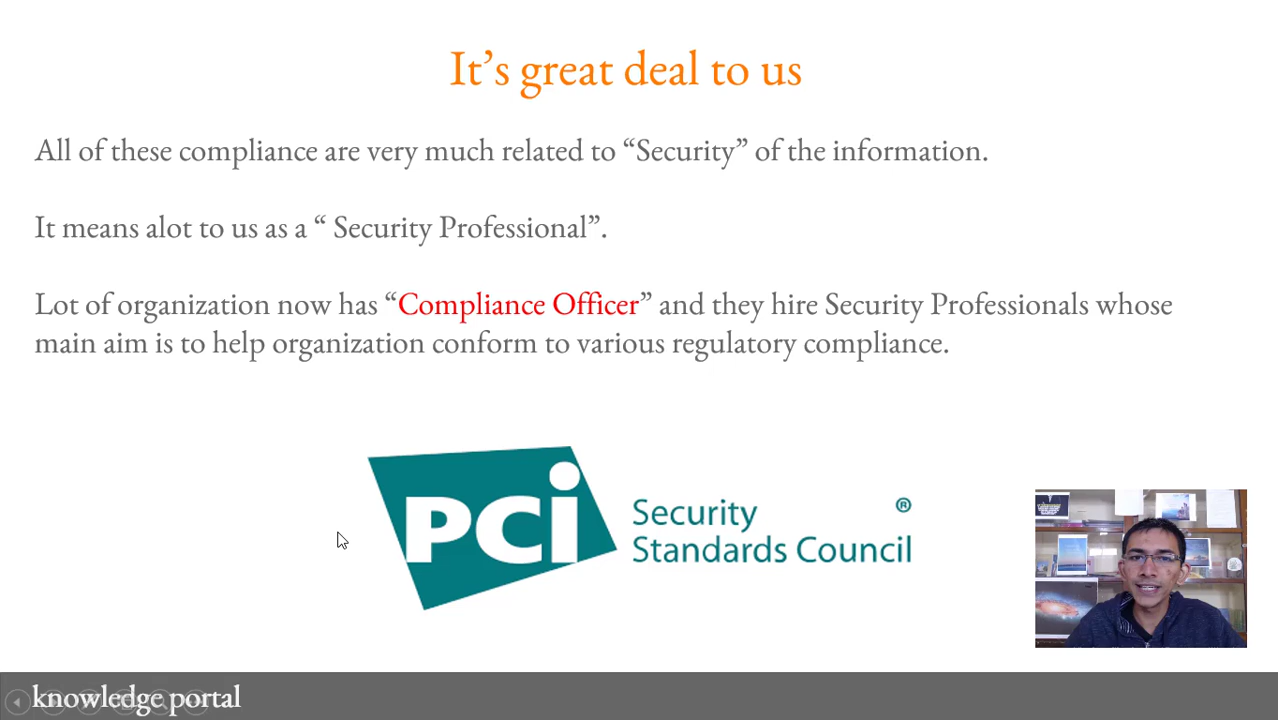 It’s great deal to us
All of these compliance are very much related to “Security” of the information.
It means alot to us as a “ Security Professional”.
Lot of organization now has “Compliance Officer” and they hire Security Professionals whose
main aim is to help organization conform to various regulatory compliance.
PCi
Security ®
Standards Council
knowledge portal